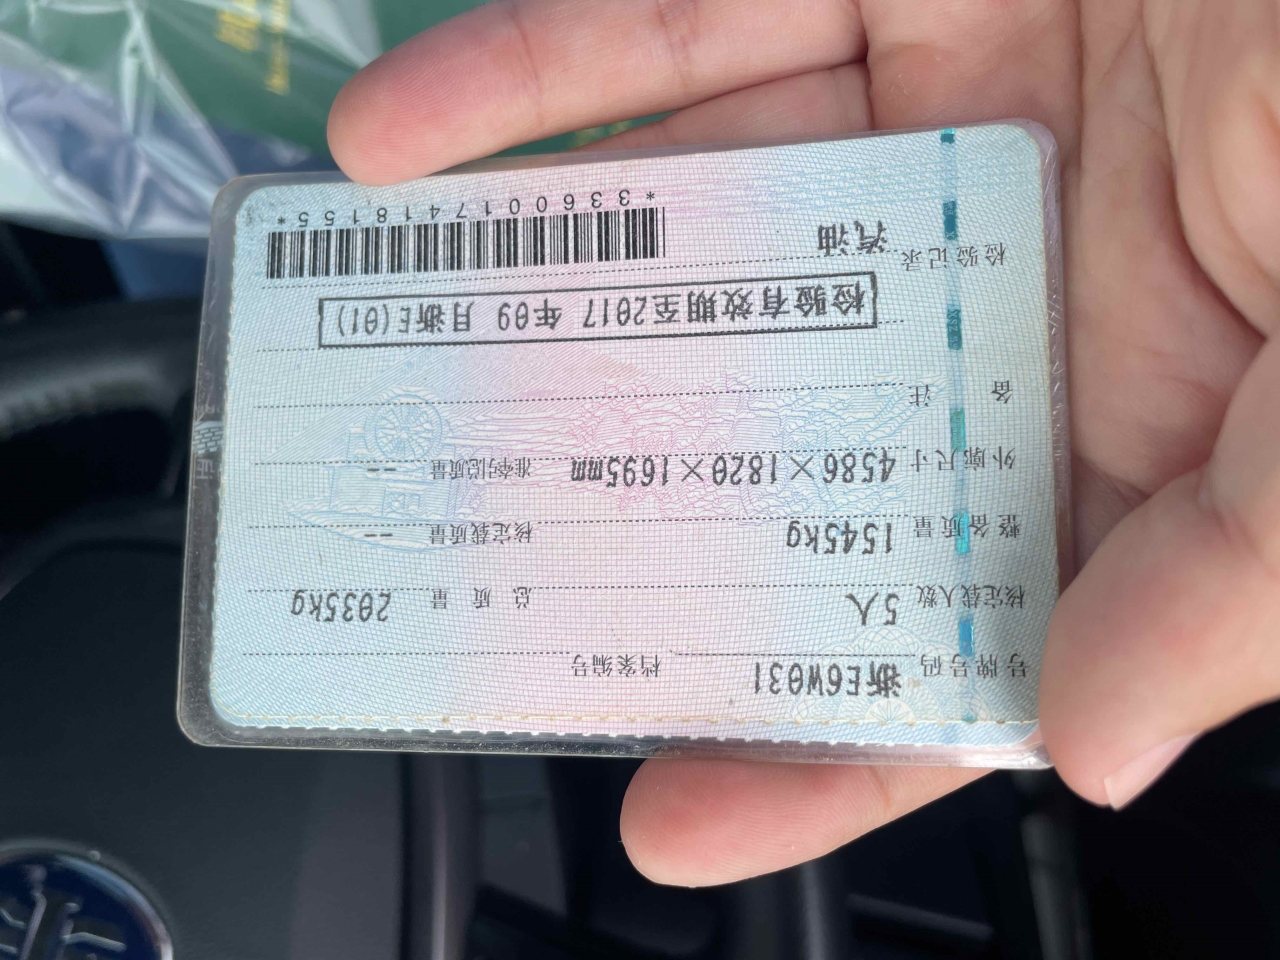 号牌号码 浙E6W031 档案编号
核定载人数 5人 总质量 2035kg
整备质量 1545kg 核定载质量 --
外廓尺寸 4586×1820×1695mm 准牵引总质量 --
备注
检验有效期至2017年09月浙E(01)
检验记录 汽油
*3360017418155*